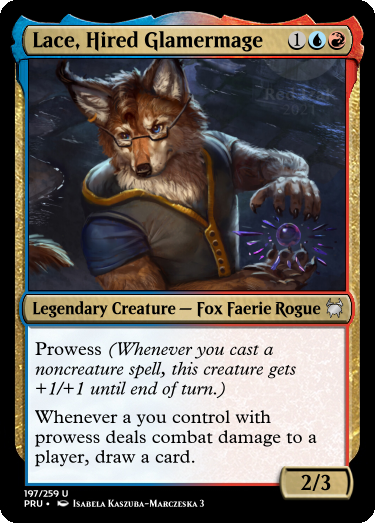 Lace, Hired Glamermage 1
RedIzak
2021
Legendary Creature — Fox Faerie Rogue
Prowess (Whenever you cast a
noncreature spell, this creature gets
+1/+1 until end of turn.)
Whenever a you control with
prowess deals combat damage to a
player, draw a card.
2/3
197/259 U
PRU • Isabela Kaszuba-Marczeska 3